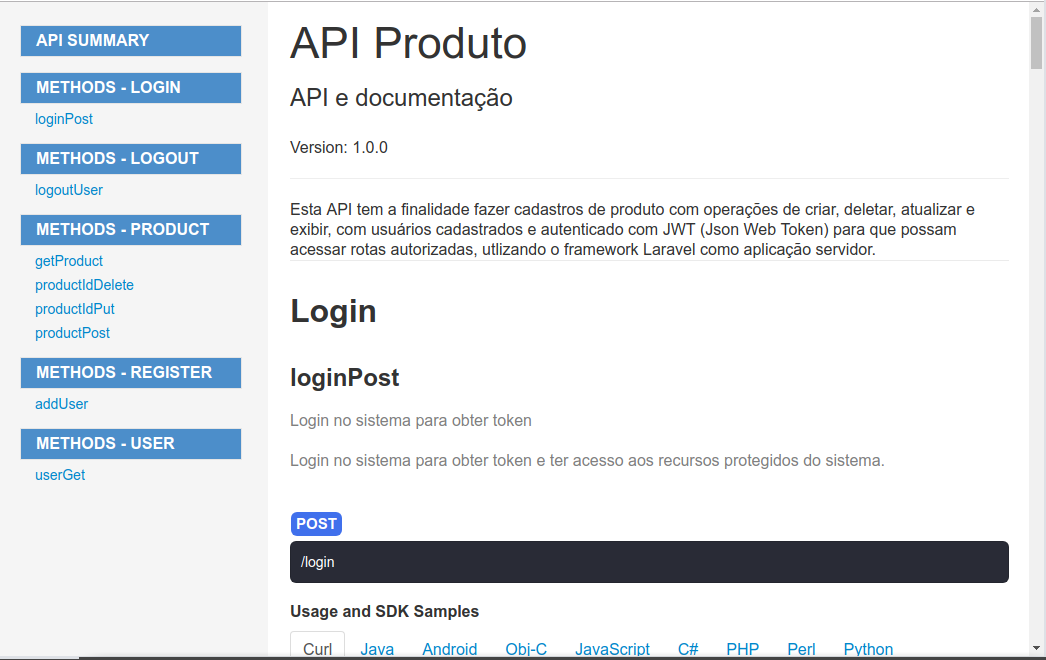 API SUMMARY
METHODS - LOGIN
loginPost
METHODS - LOGOUT
logoutUser
METHODS - PRODUCT
getProduct
productIdDelete
productIdPut
productPost
METHODS - REGISTER
addUser
METHODS - USER
userGet
API Produto
API e documentação
Version: 1.0.0
Esta API tem a finalidade fazer cadastros de produto com operações de criar, deletar, atualizar e
exibir, com usuários cadastrados e autenticado com JWT (Json Web Token) para que possam
acessar rotas autorizadas, utlizando o framework Laravel como aplicação servidor.
Login
loginPost
Login no sistema para obter token
Login no sistema para obter token e ter acesso aos recursos protegidos do sistema.
POST
/login
Usage and SDK Samples
Curl Java Android Obj-C JavaScript C# PHP Perl Python